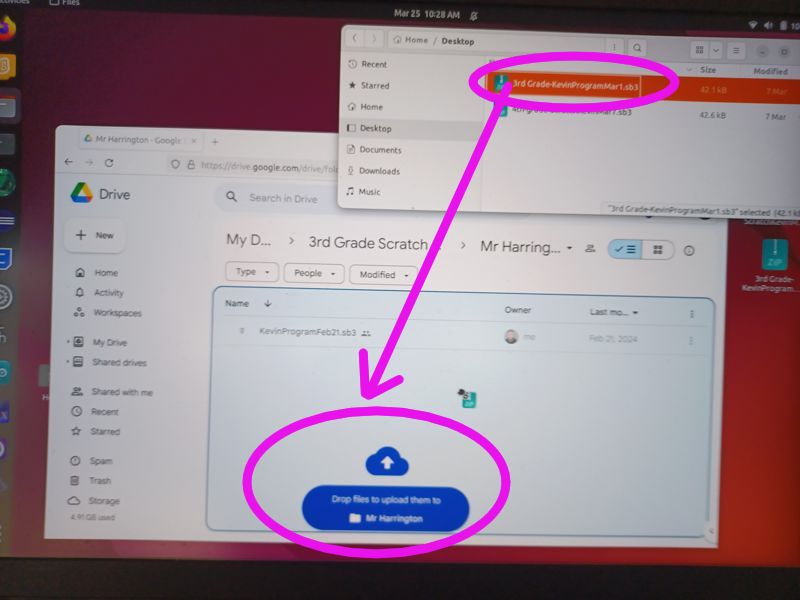 Files
Mar 25 10:28 AM
Home / Desktop
Recent
Starred
Home
Desktop
Documents
Downloads
Music
Size
Modified
3rd Grade-KevinProgramMar1.sb3
42.1 kB
7 Mar
42.6 kB
7 Mar
"3rd Grade-KevinProgramMar1.sb3" selected (42.1
Mr Harrington - Google
https://drive.google.com/drive/fol
Drive
Search in Drive
New
Home
Activity
Workspaces
My Drive
Shared drives
Shared with me
Recent
Starred
Spam
Trash
Storage
4.91 GB used
My D... > 3rd Grade Scratch > Mr Harring...
Type
People
Modified
Name
Owner
Last mo...
KevinProgramFeb21.sb3
me
Feb 21, 2024
ZIP
Drop files to upload them to
Mr Harrington
ZIP
3rd Grade-
KevinProgram...